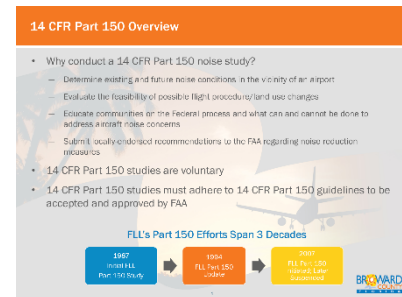 14 CFR Part 150 Overview
• Why conduct a 14 CFR Part 150 noise study?
— Determine existing and future noise conditions in the vicinity of an airport
— Evaluate the feasibility of possible flight procedure/land use changes
— Educate communities on the Federal process and what can and cannot be done to
address aircraft noise concerns
— Submit locally-endorsed recommendations to the FAA regarding noise reduction
measures
• 14 CFR Part 150 studies are voluntary
• 14 CFR Part 150 studies must adhere to 14 CFR Part 150 guidelines to be
accepted and approved by FAA
FLL's Part 150 Efforts Span 3 Decades
1987
Initial FLL
Part 150 Study
1994
FLL Part 150
Update
2007
FLL Part 150
Initiated, Later
Suspended
BROWARD
COUNTY